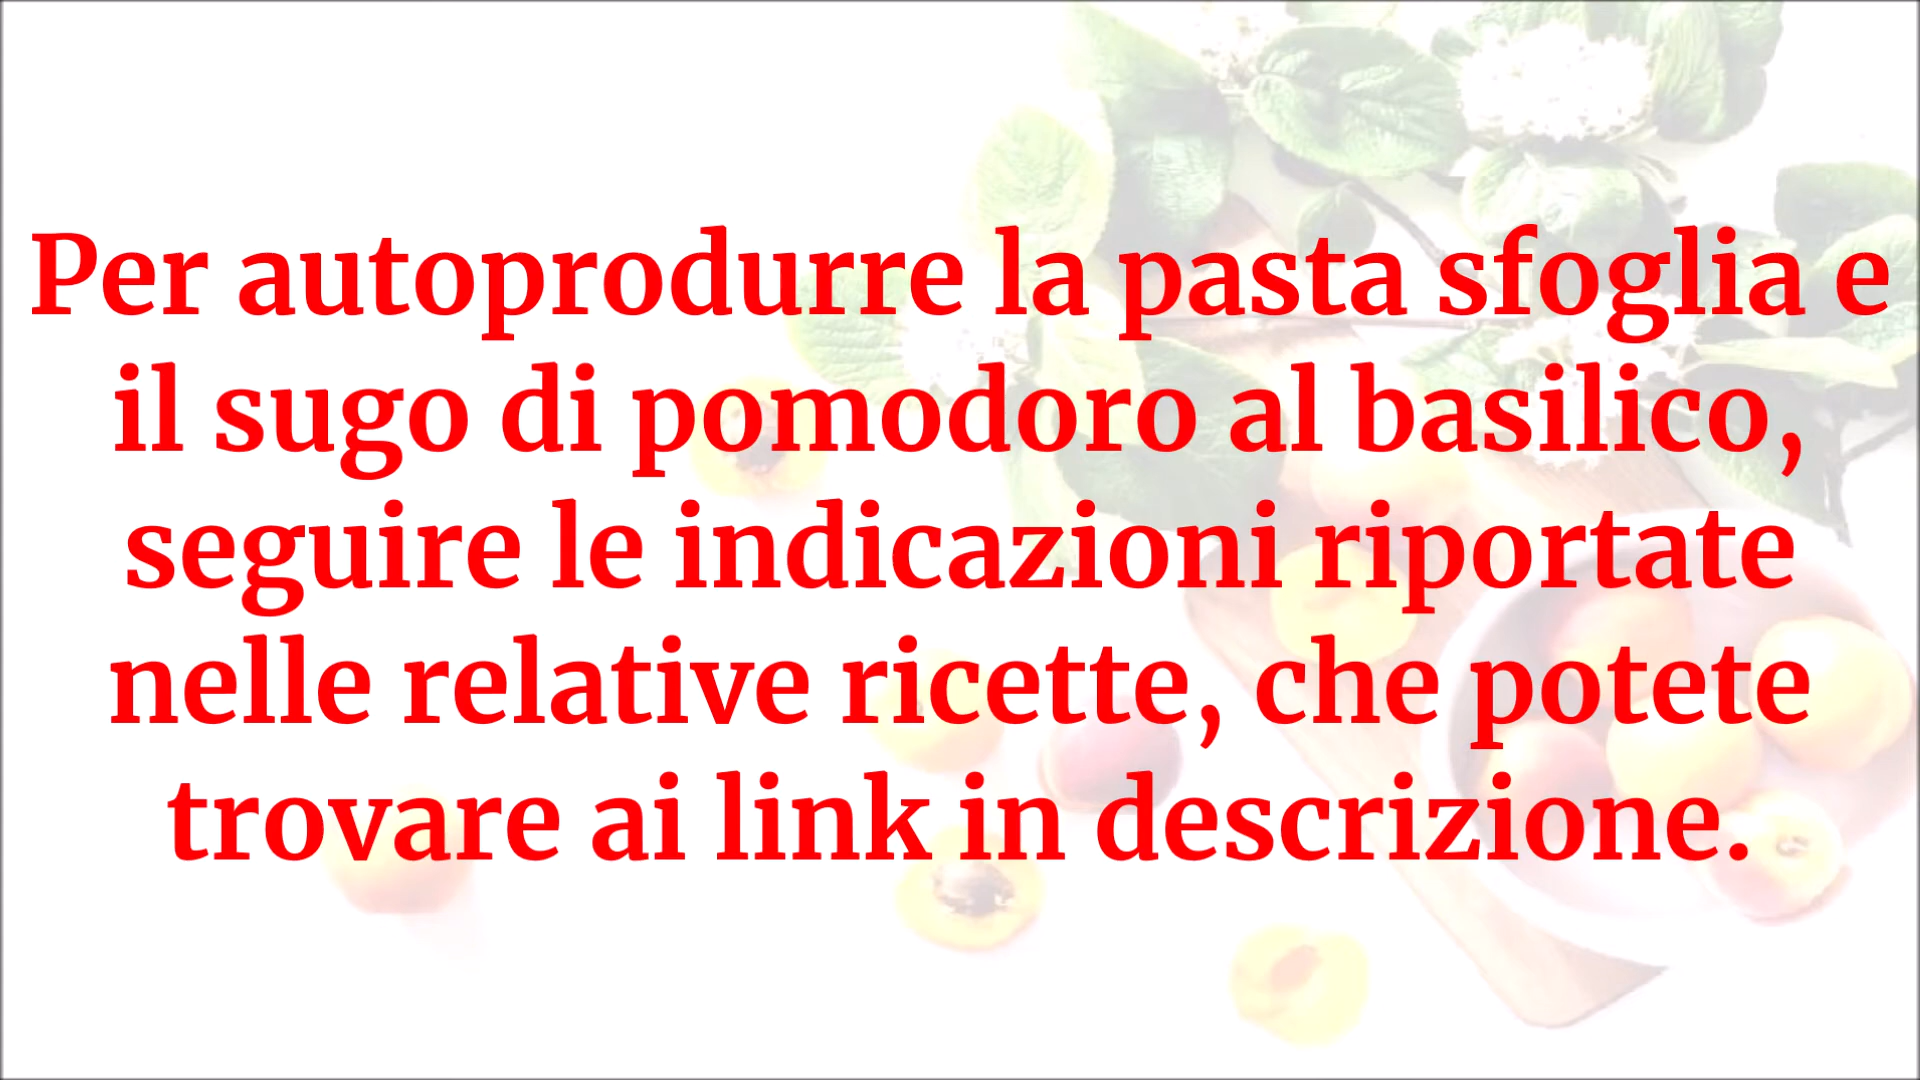 Per autoprodurre la pasta sfoglia e
il sugo di pomodoro al basilico,
seguire le indicazioni riportate
nelle relative ricette, che potete
trovare ai link in descrizione.